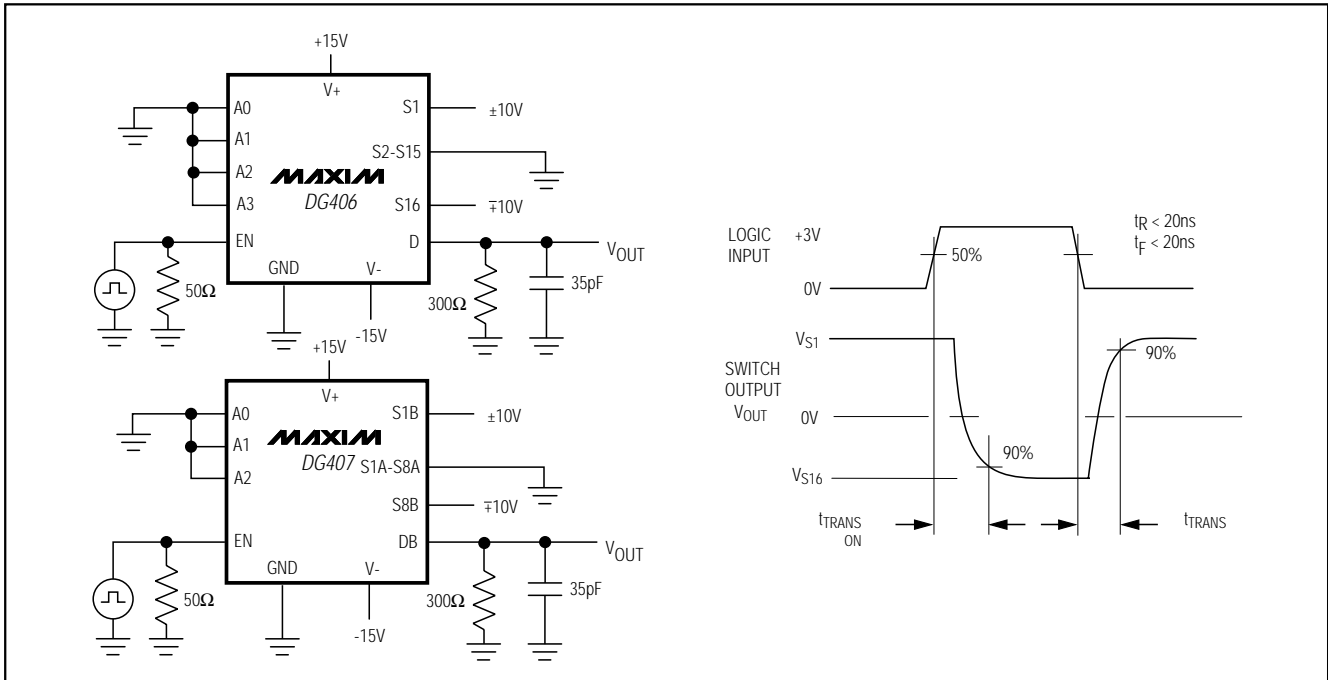 +15V
V+
A0
S1
±10V
A1
S2-S15
A2
MAXIM
DG406
A3
S16
∓10V
EN
D
VOUT
GND
V-
50Ω
300Ω
35pF
-15V
+15V
V+
A0
S1B
±10V
A1
MAXIM
DG407
S1A-S8A
A2
S8B
∓10V
EN
DB
VOUT
GND
V-
50Ω
300Ω
35pF
-15V
LOGIC
INPUT
+3V
50%
0V
tR < 20ns
tF < 20ns
VS1
SWITCH
OUTPUT
VOUT
0V
90%
90%
VS16
tTRANS
ON
tTRANS